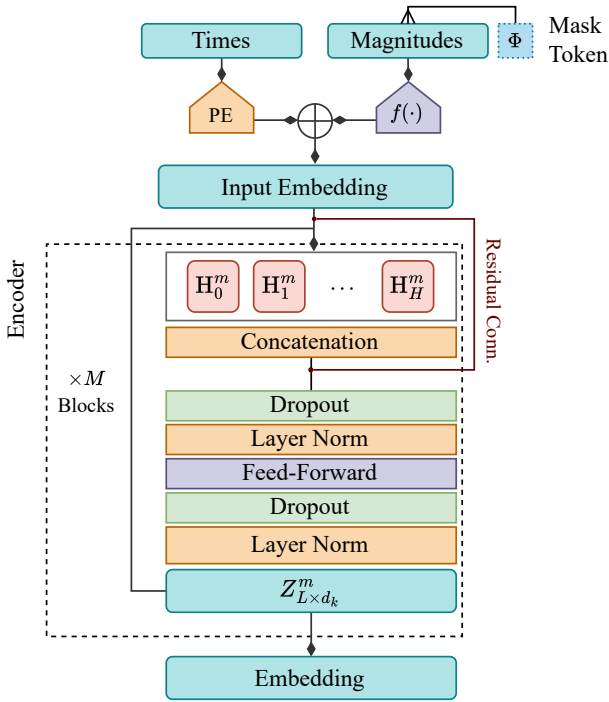 Times
Magnitudes
Φ
Mask
Token
PE
f(·)
Input Embedding
Encoder
H_0^m
H_1^m
···
H_H^m
Residual Conn.
Concatenation
×M
Blocks
Dropout
Layer Norm
Feed-Forward
Dropout
Layer Norm
Z_{L×d_k}^m
Embedding